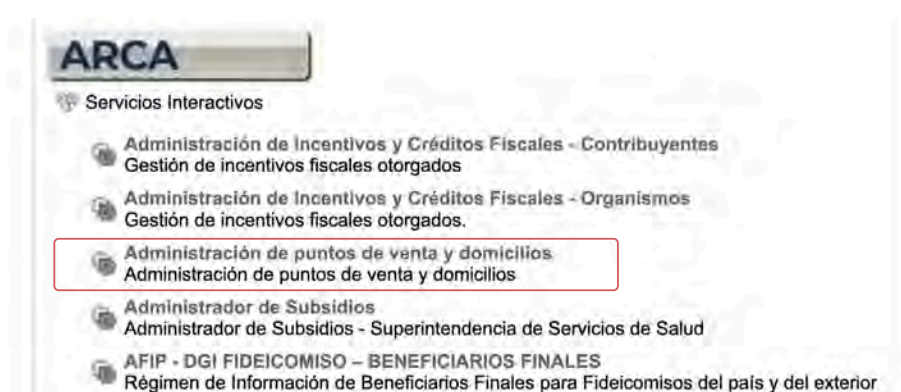 ARCA
Servicios Interactivos
Administración de Incentivos y Créditos Fiscales - Contribuyentes
Gestión de incentivos fiscales otorgados
Administración de Incentivos y Créditos Fiscales - Organismos
Gestión de incentivos fiscales otorgados.
Administración de puntos de venta y domicilios
Administración de puntos de venta y domicilios
Administrador de Subsidios
Administrador de Subsidios - Superintendencia de Servicios de Salud
AFIP - DGI FIDEICOMISO – BENEFICIARIOS FINALES
Régimen de Información de Beneficiarios Finales para Fideicomisos del país y del exterior